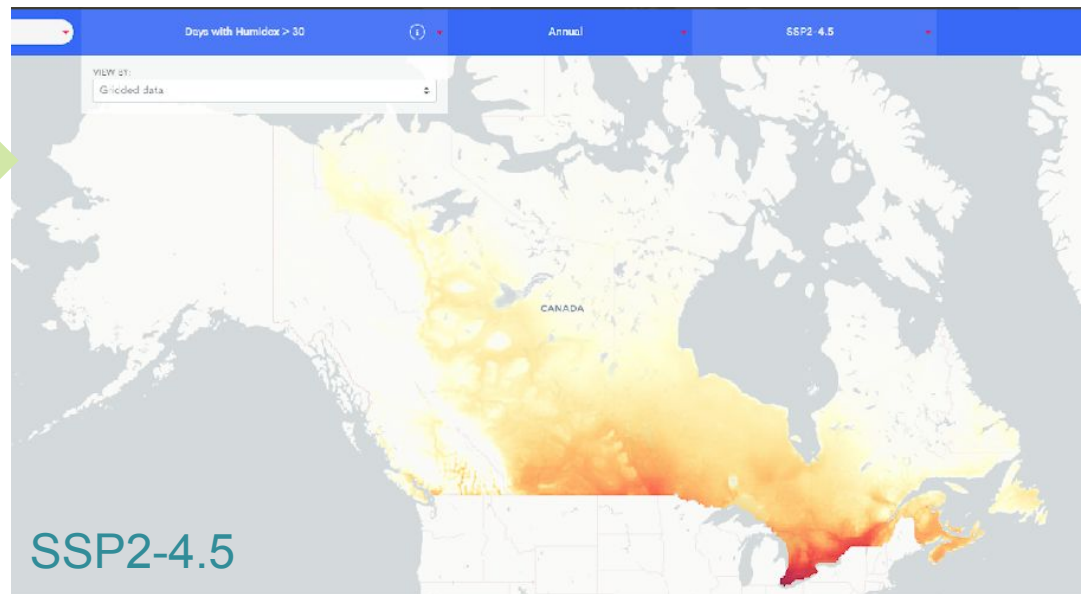 Days with Humidex > 30
Annual
SSP2-4.5
VIEW BY:
Gridded data
CANADA
SSP2-4.5